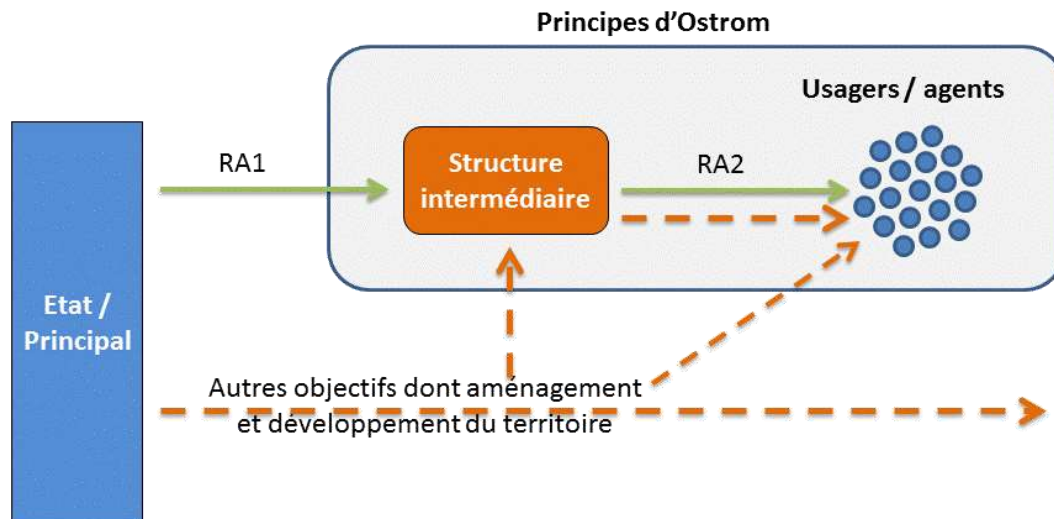 Principes d'Ostrom
Usagers / agents
RA1
Structure
intermédiaire
RA2
Etat /
Principal
Autres objectifs dont aménagement
et développement du territoire